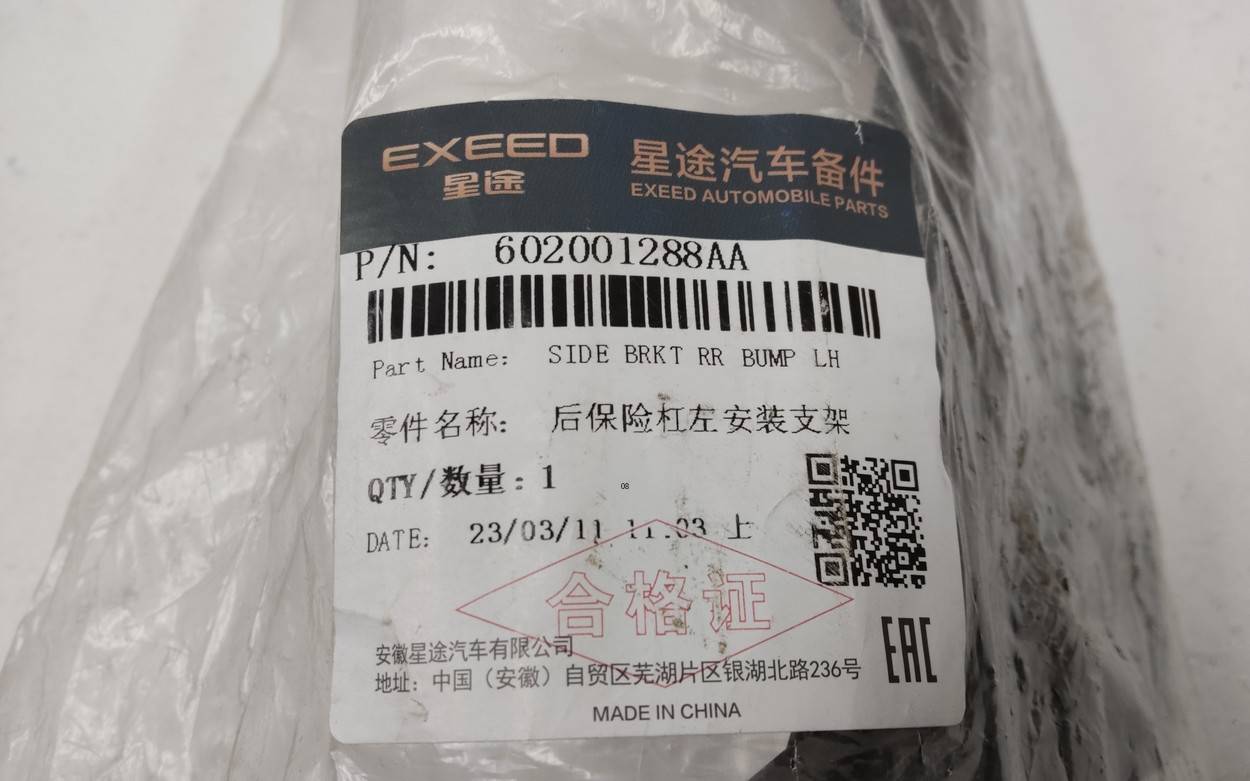 EXEED
星途
星途汽车备件
EXEED AUTOMOBILE PARTS
P/N: 602001288AA
Part Name: SIDE BRKT RR BUMP LH
零件名称: 后保险杠左安装支架
QTY/数量: 1
08
DATE: 23/03/11 11:03 上
合格证
安徽星途汽车有限公司
地址: 中国（安徽）自贸区芜湖片区银湖北路236号
EAC
MADE IN CHINA